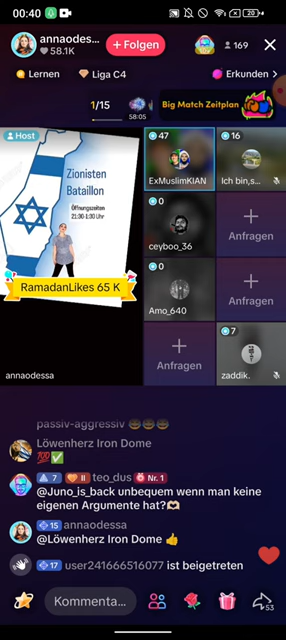 00:40
annaodes...
58.1K
+ Folgen
169
Lernen
Liga C4
Erkunden >
1/15
58:05
Big Match Zeitplan
Host
Zionisten
Bataillon
Öffnungszeiten
21:30-1:30 Uhr
RamadanLikes 65 K
annaodessa
47
ExMuslimKIAN
16
Ich bin,s...
0
ceyboo_36
Anfragen
0
Amo_640
Anfragen
Anfragen
7
zaddik.
passiv-aggressiv
Löwenherz Iron Dome
💯✅
7 II teo_dus Nr. 1
@Juno_is_back unbequem wenn man keine
eigenen Argumente hat?🫶
15 annaodessa
@Löwenherz Iron Dome 👍
17 user241666516077 ist beigetreten
Kommenta...
53